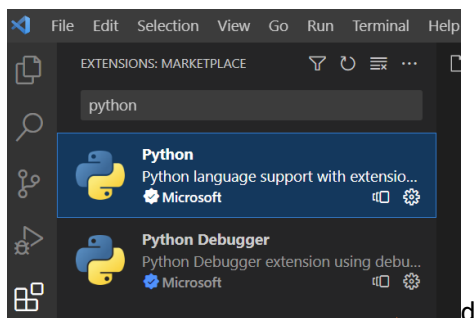 File Edit Selection View Go Run Terminal Help
EXTENSIONS: MARKETPLACE
python
Python
Python language support with extensio...
Microsoft
Python Debugger
Python Debugger extension using debu...
Microsoft
d